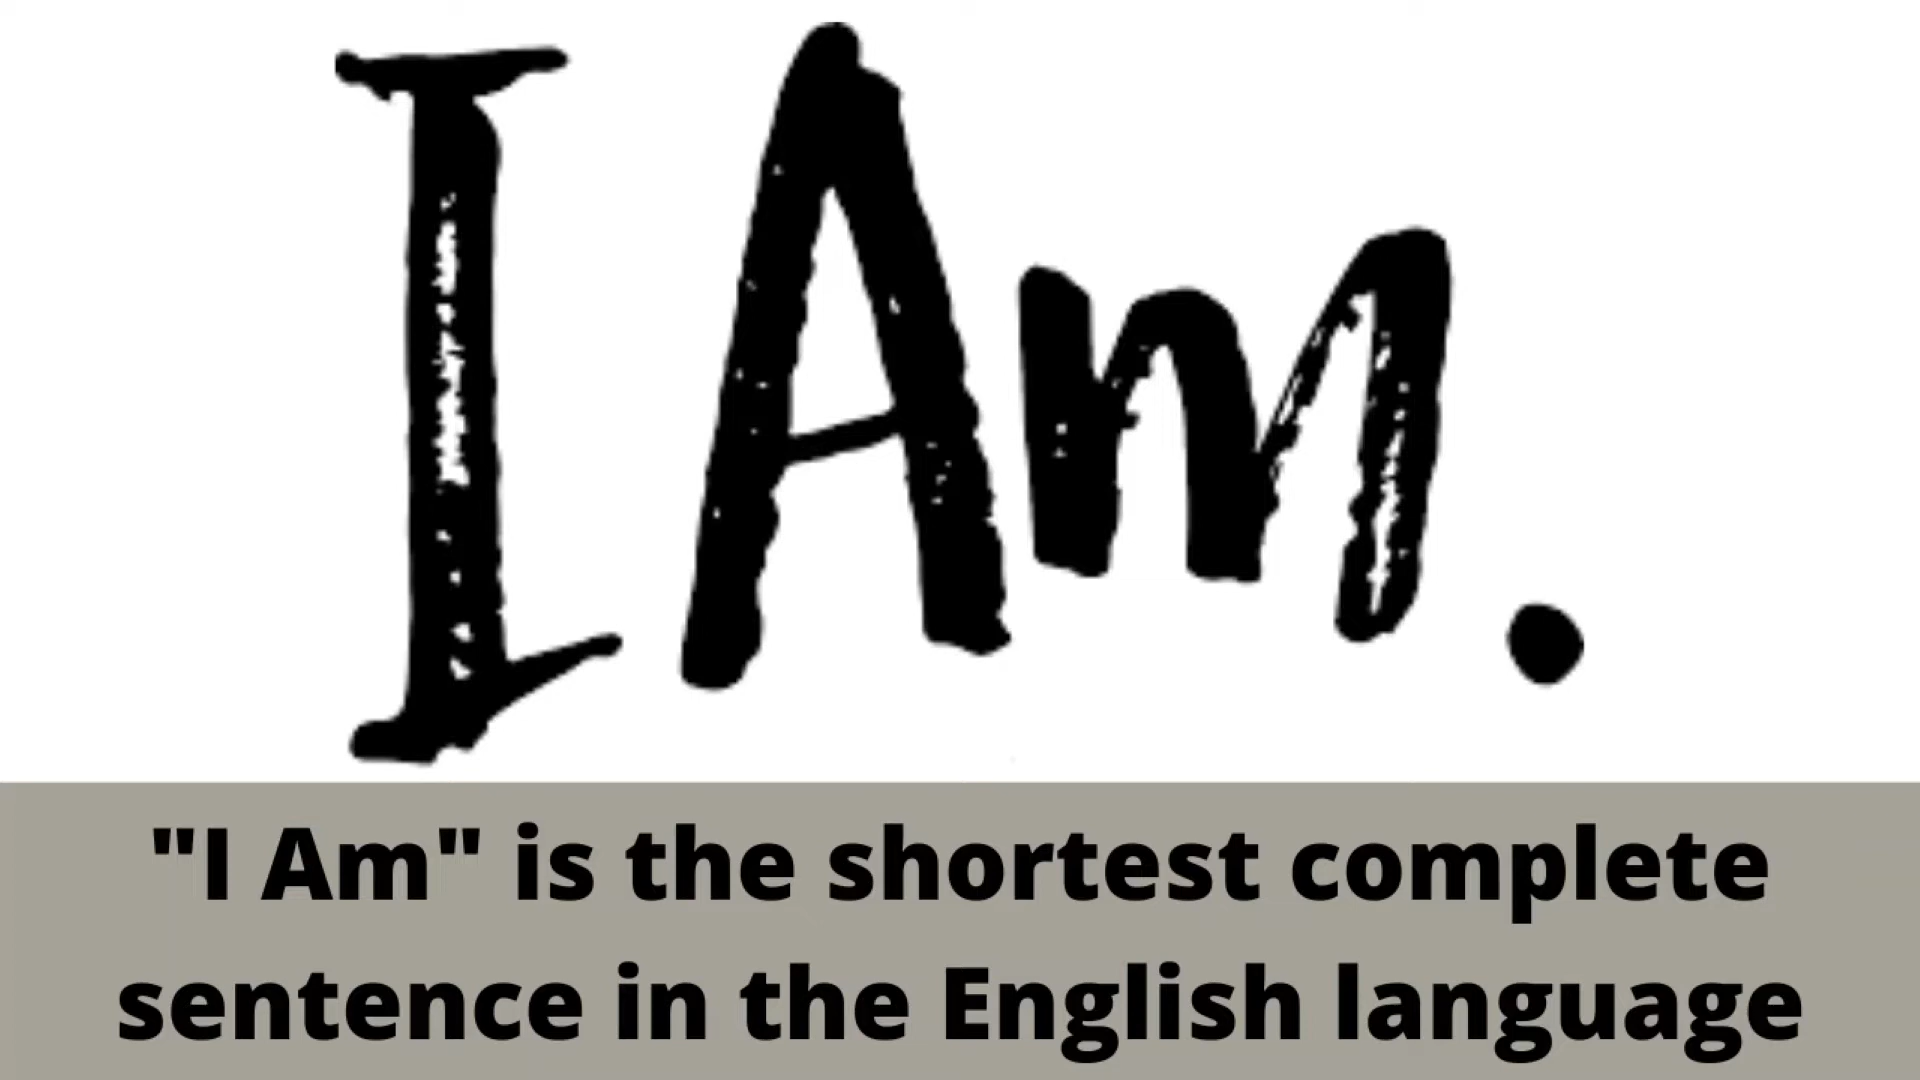 I Am.
"I Am" is the shortest complete
sentence in the English language